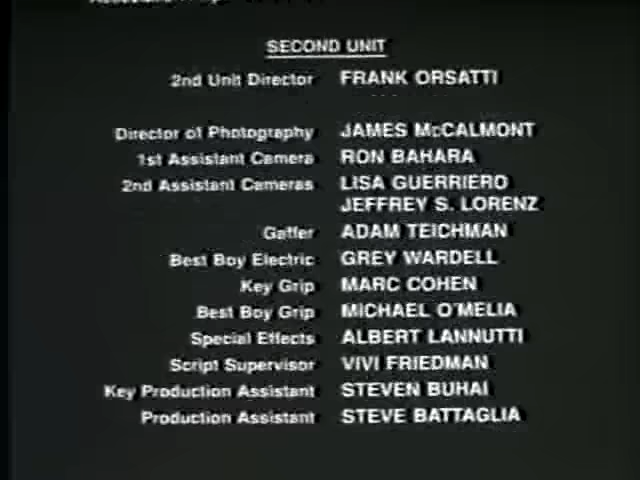 SECOND UNIT
2nd Unit Director FRANK ORSATTI
Director of Photography JAMES McCALMONT
1st Assistant Camera RON BAHARA
2nd Assistant Cameras LISA GUERRIERO
JEFFREY S. LORENZ
Gaffer ADAM TEICHMAN
Best Boy Electric GREY WARDELL
Key Grip MARC COHEN
Best Boy Grip MICHAEL O'MELIA
Special Effects ALBERT LANNUTTI
Script Supervisor VIVI FRIEDMAN
Key Production Assistant STEVEN BUHAI
Production Assistant STEVE BATTAGLIA